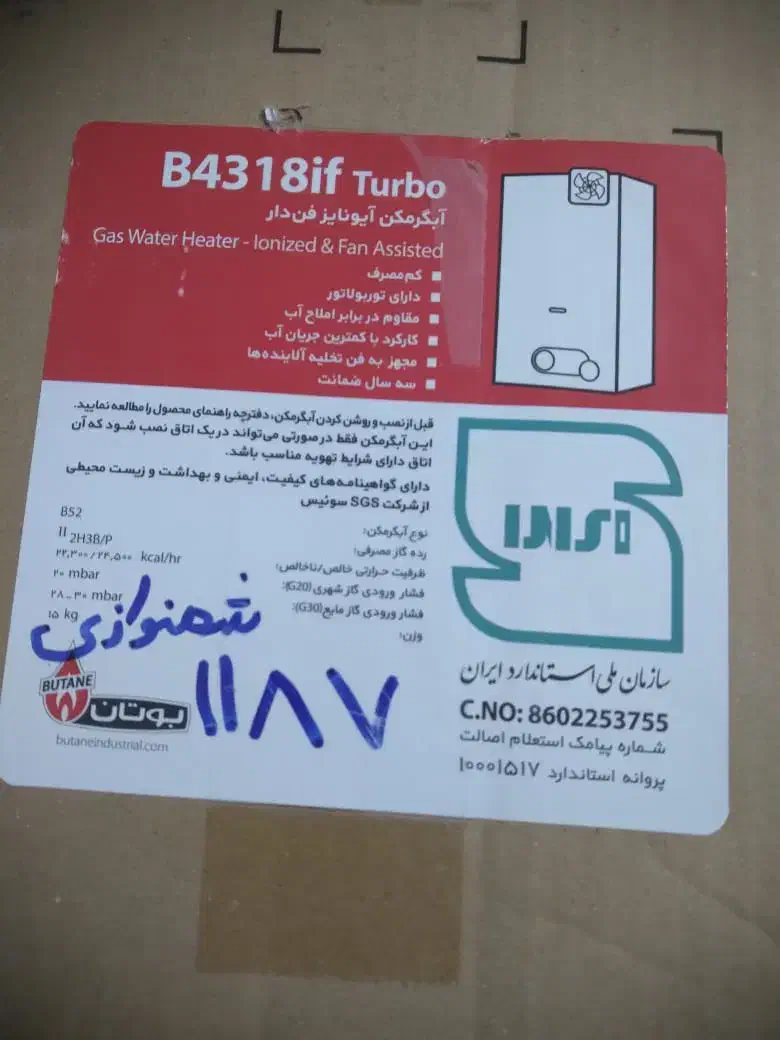 B4318if Turbo
آبگرمکن آیونایز فن‌دار
Gas Water Heater - Ionized & Fan Assisted
کم‌مصرف
دارای توربولاتور
مقاوم در برابر املاح آب
کارکرد با کمترین جریان آب
مجهز به فن تخلیه آلاینده‌ها
سه سال ضمانت
قبل از نصب و روشن کردن آبگرمکن، دفترچه راهنمای محصول را مطالعه نمایید.
این آبگرمکن فقط در صورتی می‌تواند در یک اتاق نصب شود که آن
اتاق دارای شرایط تهویه مناسب باشد.
دارای گواهینامه‌های کیفیت، ایمنی و بهداشت و زیست محیطی
از شرکت SGS سوئیس
نوع آبگرمکن: B52
رده گاز مصرفی: II 2H3B/P
ظرفیت حرارتی خالص/ناخالص: ۲۲,۳۰۰ / ۲۴,۵۰۰ kcal/hr
فشار ورودی گاز شهری (G20): ۲۰ mbar
فشار ورودی گاز مایع (G30): ۲۸ - ۳۰ mbar
وزن: ۱۵ kg
۱۱۸۷
BUTANE
بوتان
butaneindustrial.com
سازمان ملی استاندارد ایران
C.NO: 8602253755
شماره پیامک استعلام اصالت
پروانه استاندارد ۱۰۰۰۱۵۱۷